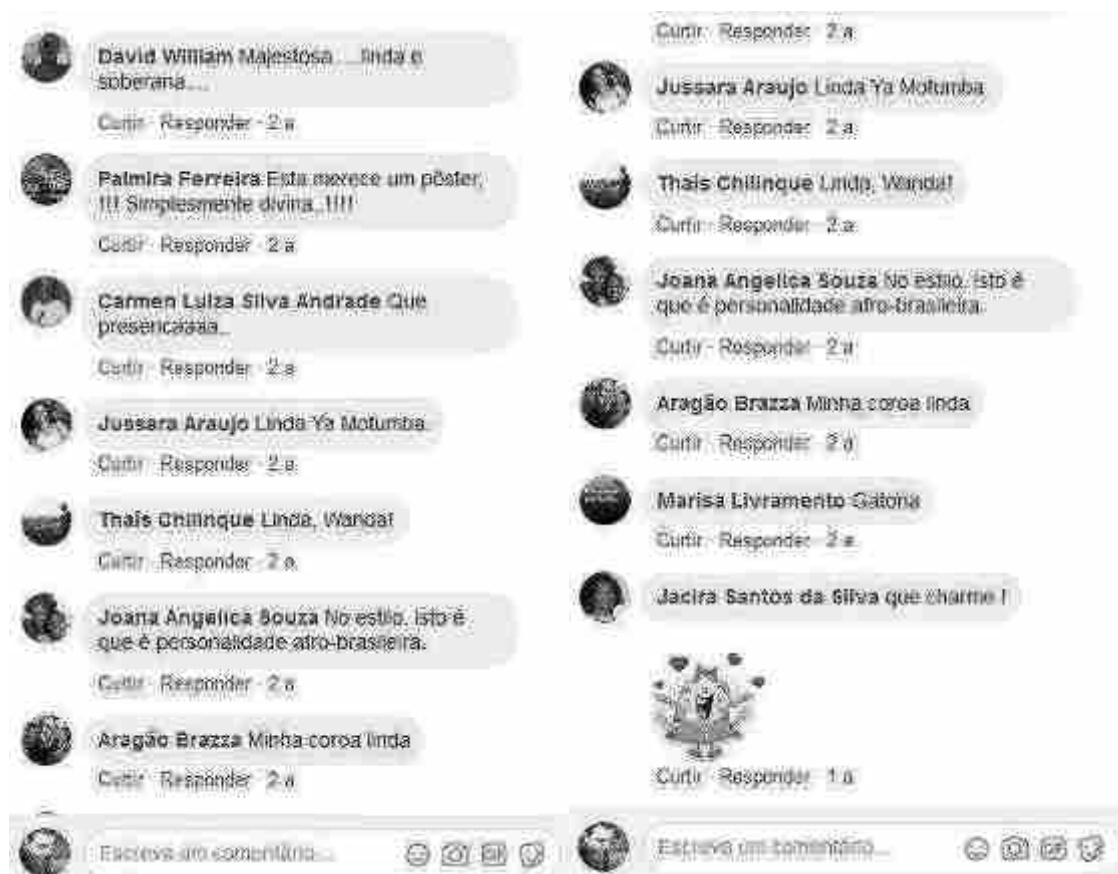 David William Majestosa.....linda e
soberana....
Curtir · Responder · 2 a
Palmira Ferreira Esta merece um pôster,
!!! Simplesmente divina..!!!!
Curtir · Responder · 2 a
Carmen Luiza Silva Andrade Que
presencaaaa..
Curtir · Responder · 2 a
Jussara Araujo Linda Ya Motumba
Curtir · Responder · 2 a
Thais Chilinque Linda, Wanda!
Curtir · Responder · 2 a
Joana Angelica Souza No estilo. Isto é
que é personalidade afro-brasileira.
Curtir · Responder · 2 a
Aragão Brazza Minha coroa linda
Curtir · Responder · 2 a
Escreva um comentário...
GIF
Curtir · Responder · 2 a
Jussara Araujo Linda Ya Motumba
Curtir · Responder · 2 a
Thais Chilinque Linda, Wanda!
Curtir · Responder · 2 a
Joana Angelica Souza No estilo. Isto é
que é personalidade afro-brasileira.
Curtir · Responder · 2 a
Aragão Brazza Minha coroa linda
Curtir · Responder · 2 a
Marisa Livramento Gatona
Curtir · Responder · 2 a
Jacira Santos da Silva que charme !
Curtir · Responder · 1 a
Escreva um comentário...
GIF